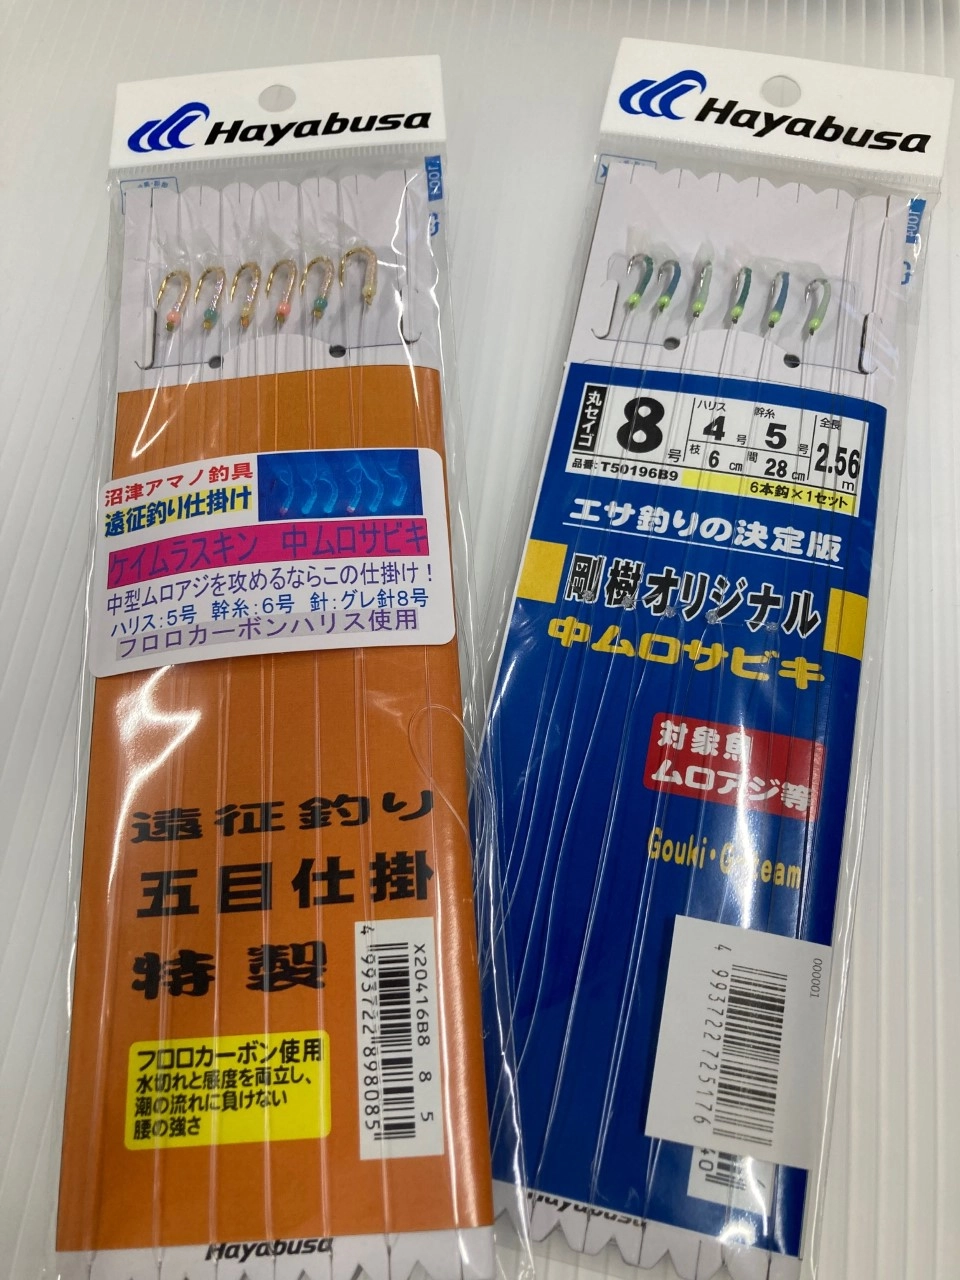 Hayabusa
沼津アマノ釣具
遠征釣り仕掛け
ケイムラスキン 中ムロサビキ
中型ムロアジを攻めるならこの仕掛け!
ハリス:5号 幹糸:6号 針:グレ針8号
フロロカーボンハリス使用
遠征釣り
五目仕掛
特製
フロロカーボン使用
水切れと感度を両立し、
潮の流れに負けない
腰の強さ
X20416B8 8 5
4 993722 898085
Hayabusa
Hayabusa
丸セイゴ 8号
ハリス 4号 幹糸 5号 全長 2.56m
枝 6cm 間 28cm
品番:T50196B9
6本鈎×1セット
エサ釣りの決定版
剛樹オリジナル
中ムロサビキ
対象魚
ムロアジ等
000001
4 993722 725176
Hayabusa